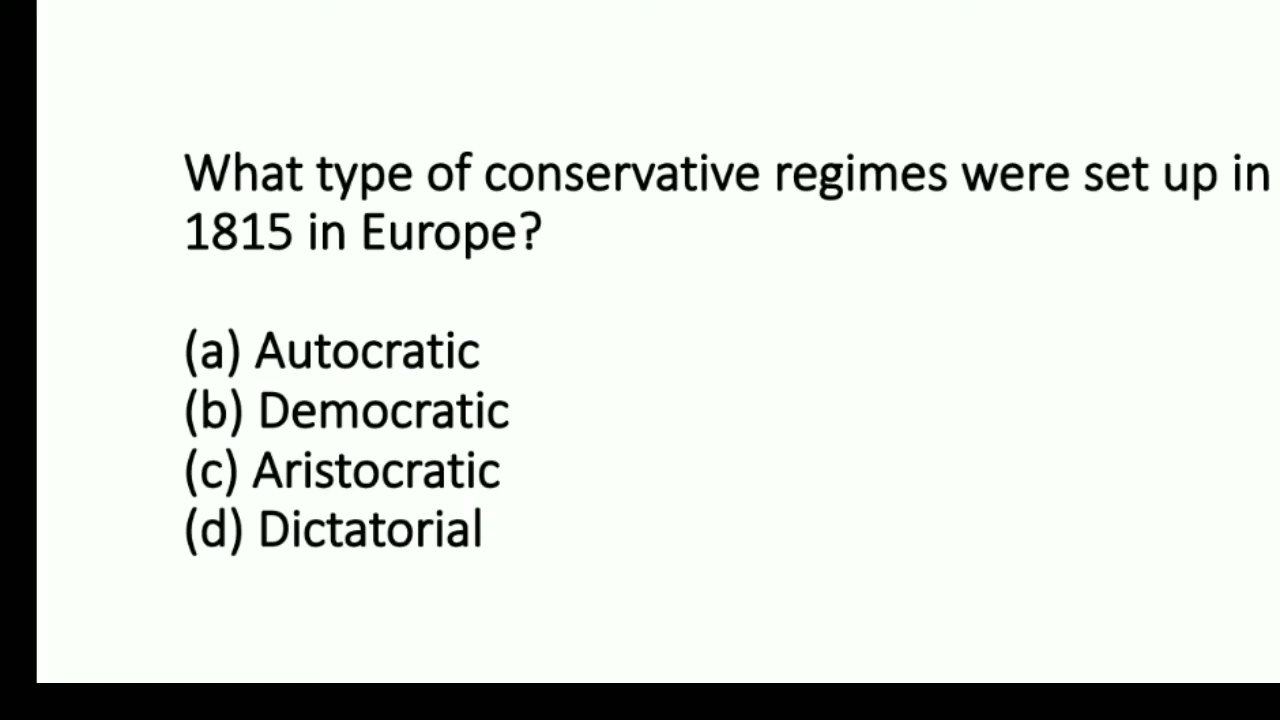 What type of conservative regimes were set up in
1815 in Europe?
(a) Autocratic
(b) Democratic
(c) Aristocratic
(d) Dictatorial